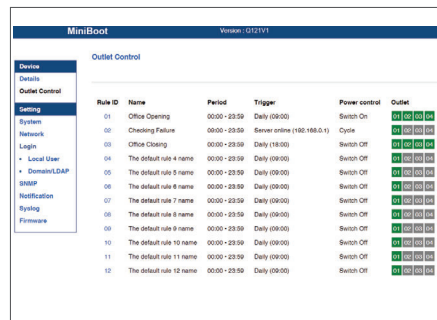 MiniBoot Version : Q121V1
Outlet Control
Device
Details
Outlet Control
Setting
System
Network
Login
• Local User
• Domain/LDAP
SNMP
Notification
Syslog
Firmware
Rule ID Name Period Trigger Power control Outlet
01 Office Opening 00:00 - 23:59 Daily (09:00) Switch On 01 02 03 04
02 Checking Failure 09:00 - 23:59 Server online (192.168.0.1) Cycle 01 02 03 04
03 Office Closing 00:00 - 23:59 Daily (18:00) Switch Off 01 02 03 04
04 The default rule 4 name 00:00 - 23:59 Daily (09:00) Switch Off 01 02 03 04
05 The default rule 5 name 00:00 - 23:59 Daily (09:00) Switch Off 01 02 03 04
06 The default rule 6 name 00:00 - 23:59 Daily (09:00) Switch Off 01 02 03 04
07 The default rule 7 name 00:00 - 23:59 Daily (09:00) Switch Off 01 02 03 04
08 The default rule 8 name 00:00 - 23:59 Daily (09:00) Switch Off 01 02 03 04
09 The default rule 9 name 00:00 - 23:59 Daily (09:00) Switch Off 01 02 03 04
10 The default rule 10 name 00:00 - 23:59 Daily (09:00) Switch Off 01 02 03 04
11 The default rule 11 name 00:00 - 23:59 Daily (09:00) Switch Off 01 02 03 04
12 The default rule 12 name 00:00 - 23:59 Daily (09:00) Switch Off 01 02 03 04